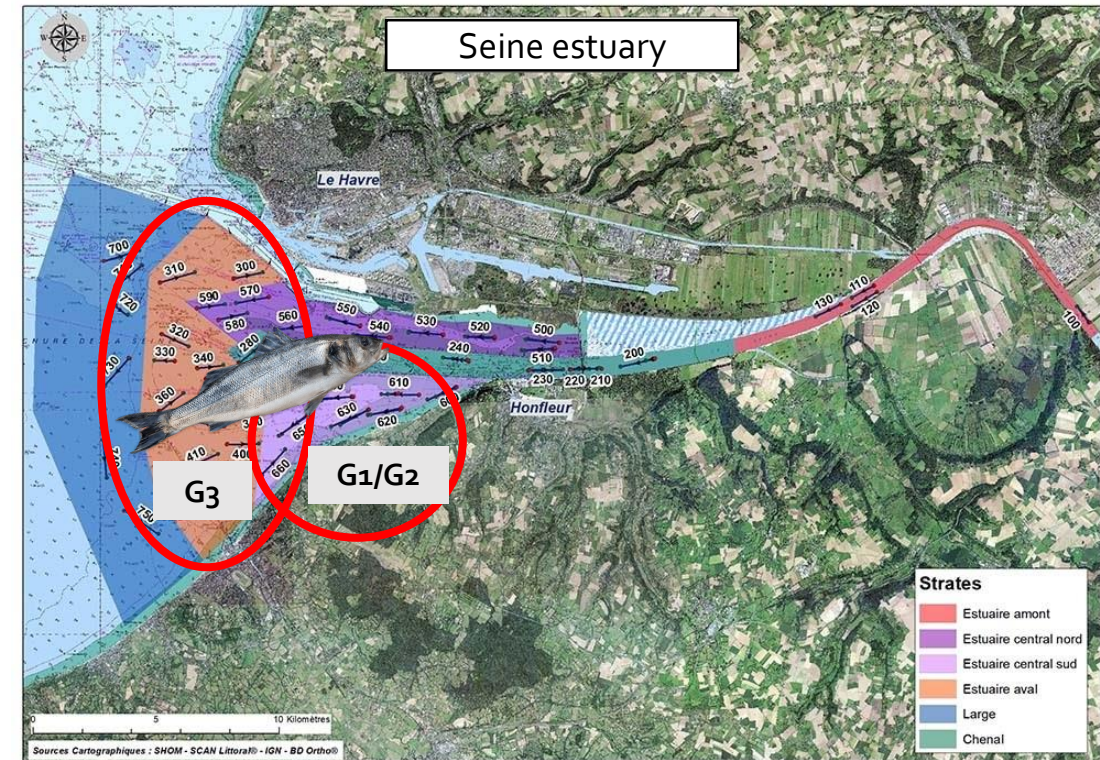 N
W
E
S
Seine estuary
Le Havre
700
310
300
720
590
570
580
560
550
540
530
520
500
130
110
120
100
320
280
330
340
240
510
200
360
610
230
220
210
630
620
Honfleur
410
400
660
G3
G1/G2
750
Strates
Estuaire amont
Estuaire central nord
Estuaire central sud
Estuaire aval
Large
Chenal
0
5
10 Kilomètres
Sources Cartographiques : SHOM - SCAN Littoral® - IGN - BD Ortho®